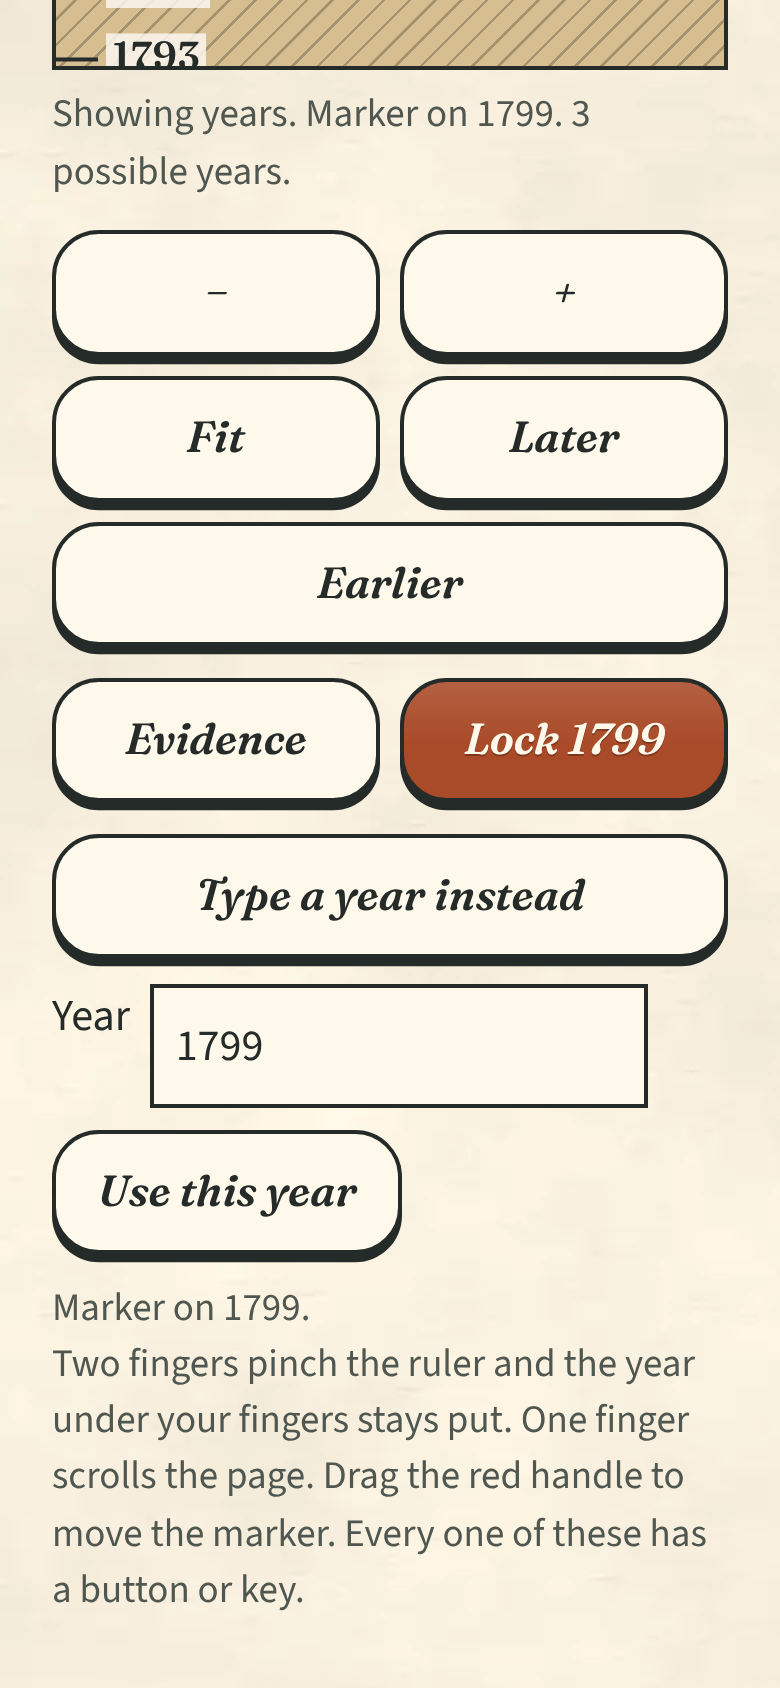 1793
Showing years. Marker on 1799. 3
possible years.
− +
Fit Later
Earlier
Evidence Lock 1799
Type a year instead
Year 1799
Use this year
Marker on 1799.
Two fingers pinch the ruler and the year
under your fingers stays put. One finger
scrolls the page. Drag the red handle to
move the marker. Every one of these has
a button or key.